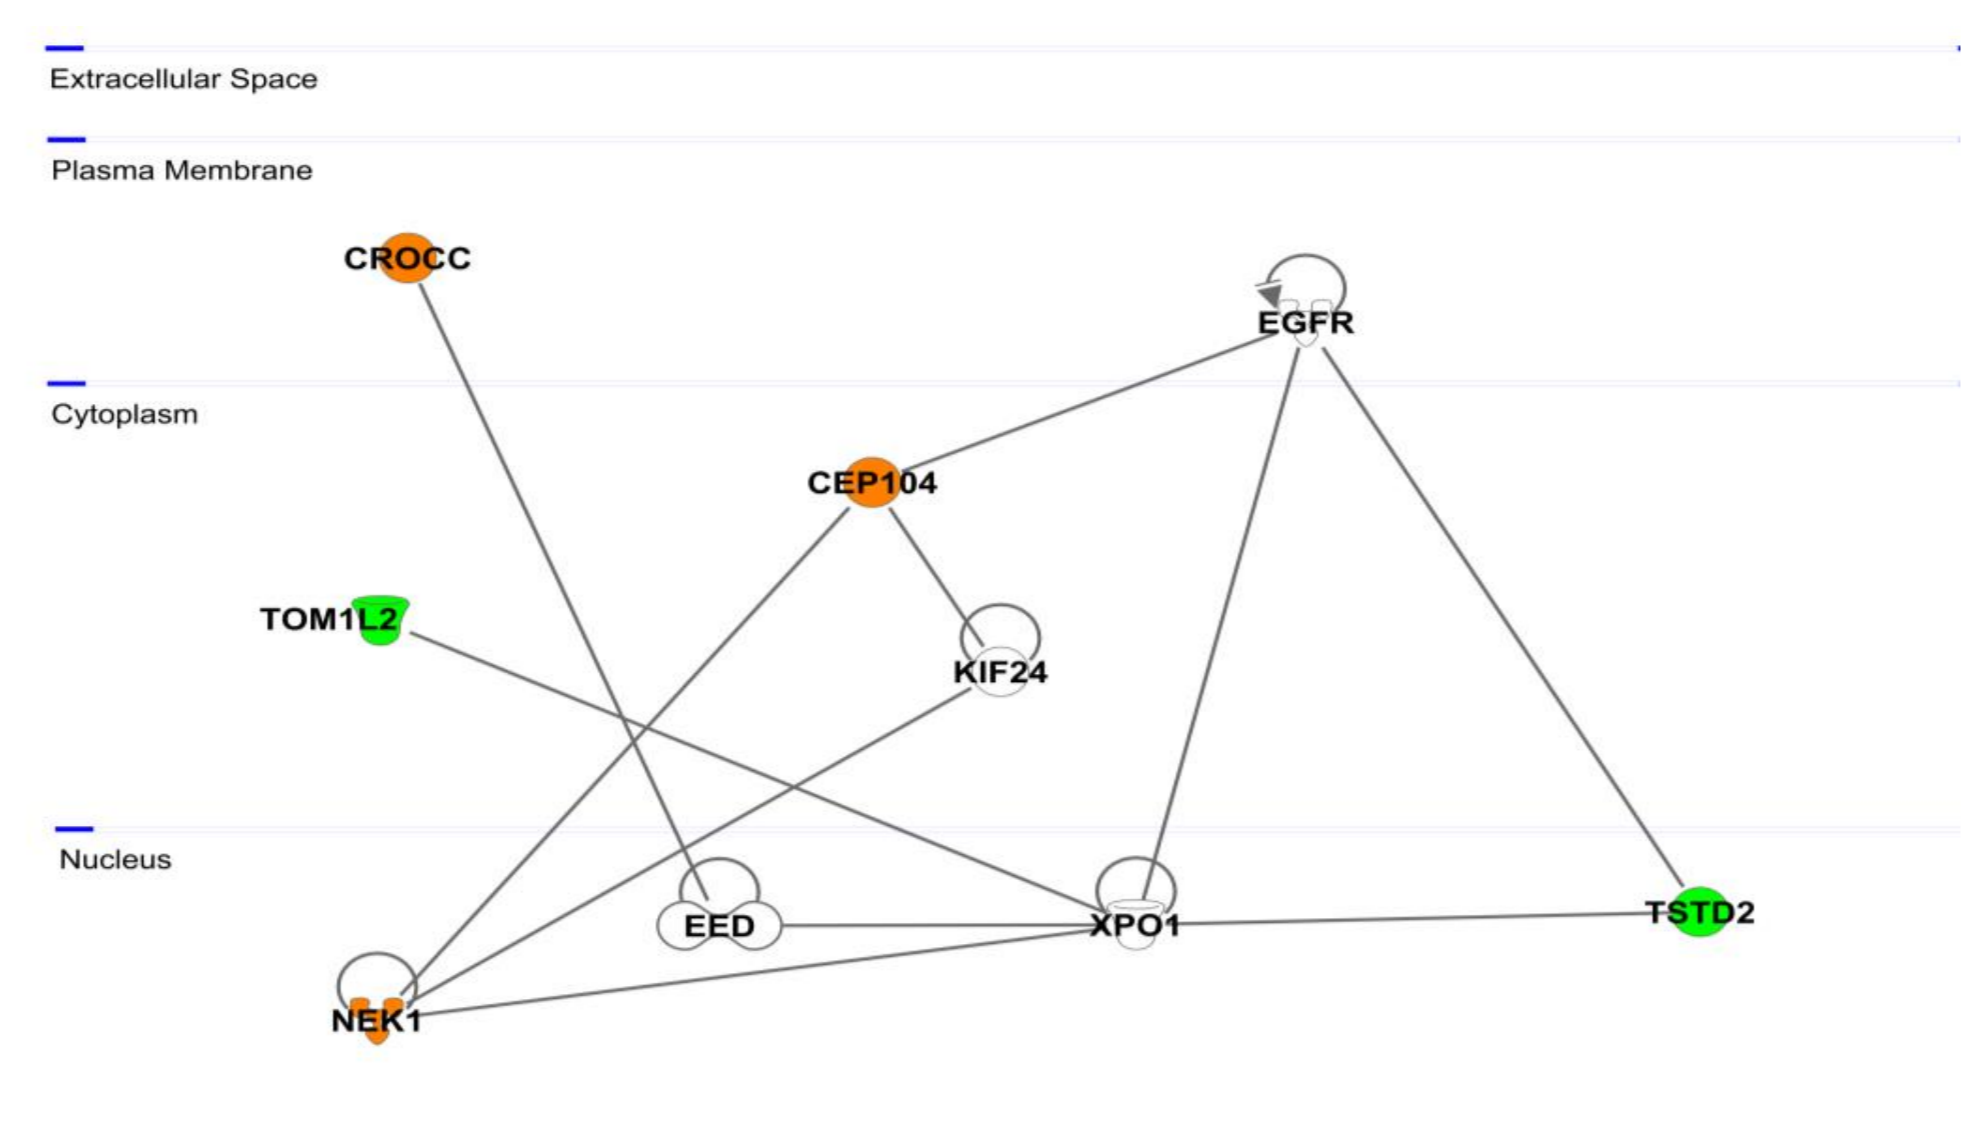 Extracellular Space
Plasma Membrane
CROCC
EGFR
Cytoplasm
CEP104
TOM1L2
KIF24
Nucleus
EED
XPO1
TSTD2
NEK1